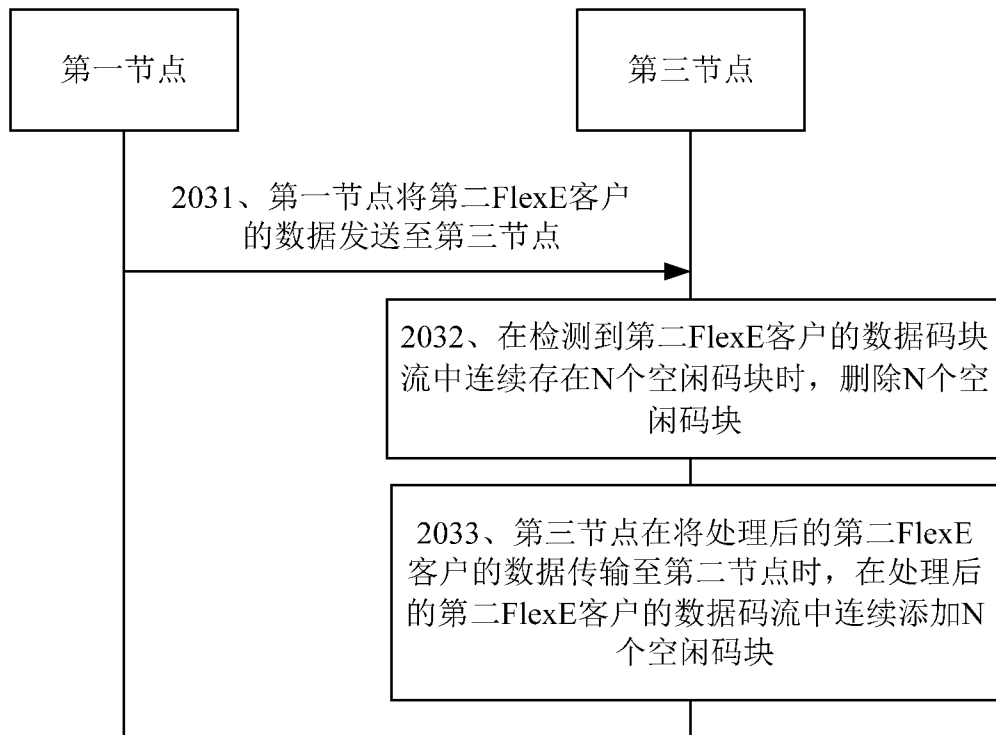 第一节点
第三节点
2031、第一节点将第二FlexE客户
的数据发送至第三节点
2032、在检测到第二FlexE客户的数据码块
流中连续存在N个空闲码块时，删除N个空
闲码块
2033、第三节点在将处理后的第二FlexE
客户的数据传输至第二节点时，在处理后
的第二FlexE客户的数据码流中连续添加N
个空闲码块